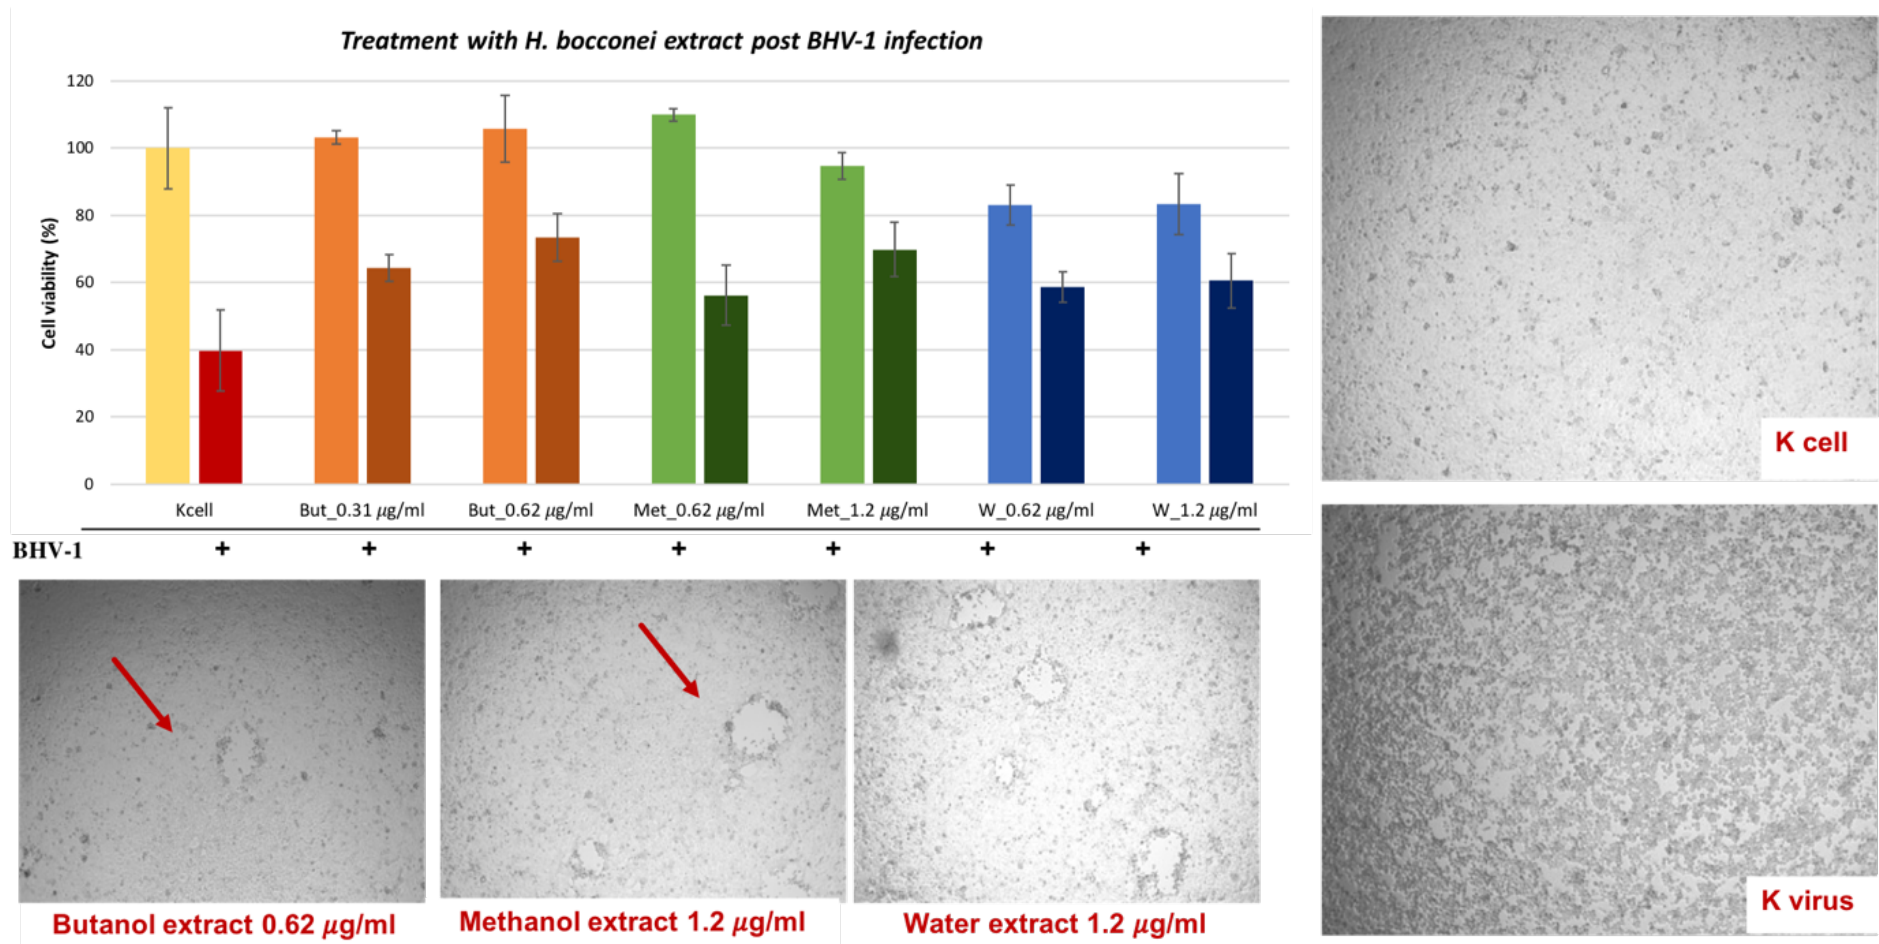 Treatment with H. bocconei extract post BHV-1 infection
Cell viability (%)
120
100
80
60
40
20
0
Kcell But_0.31 µg/ml But_0.62 µg/ml Met_0.62 µg/ml Met_1.2 µg/ml W_0.62 µg/ml W_1.2 µg/ml
BHV-1 + + + + + + +
K cell
K virus
Butanol extract 0.62 µg/ml
Methanol extract 1.2 µg/ml
Water extract 1.2 µg/ml